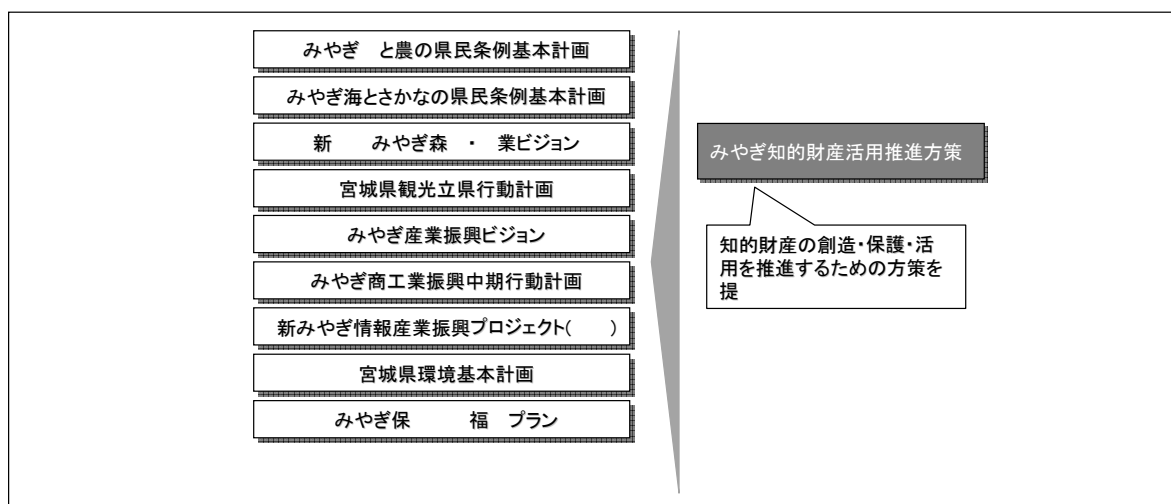 みやぎ　と農の県民条例基本計画
みやぎ海とさかなの県民条例基本計画
新　　みやぎ森　・　業ビジョン
宮城県観光立県行動計画
みやぎ産業振興ビジョン
みやぎ商工業振興中期行動計画
新みやぎ情報産業振興プロジェクト(　　)
宮城県環境基本計画
みやぎ保　　　福　プラン
みやぎ知的財産活用推進方策
知的財産の創造・保護・活
用を推進するための方策を
提